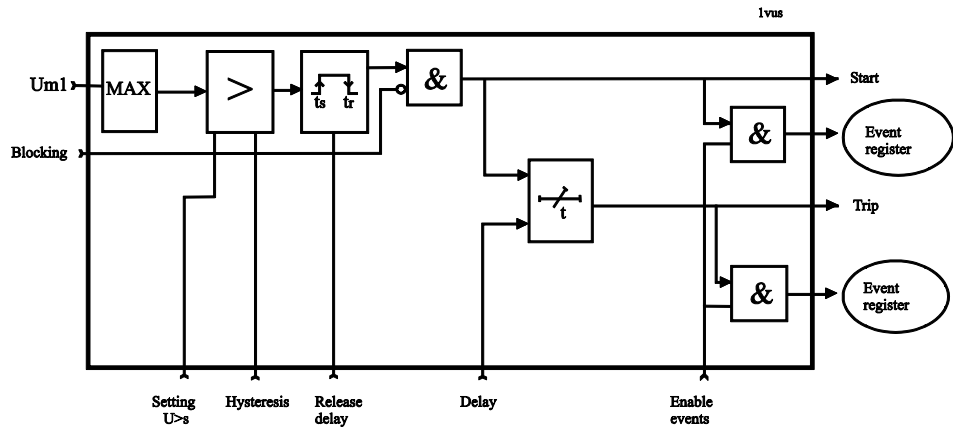 1vus
Um1
MAX
>
ts
tr
&
Start
&
Event
register
Blocking
t
Trip
&
Event
register
Setting
U>s
Hysteresis
Release
delay
Delay
Enable
events